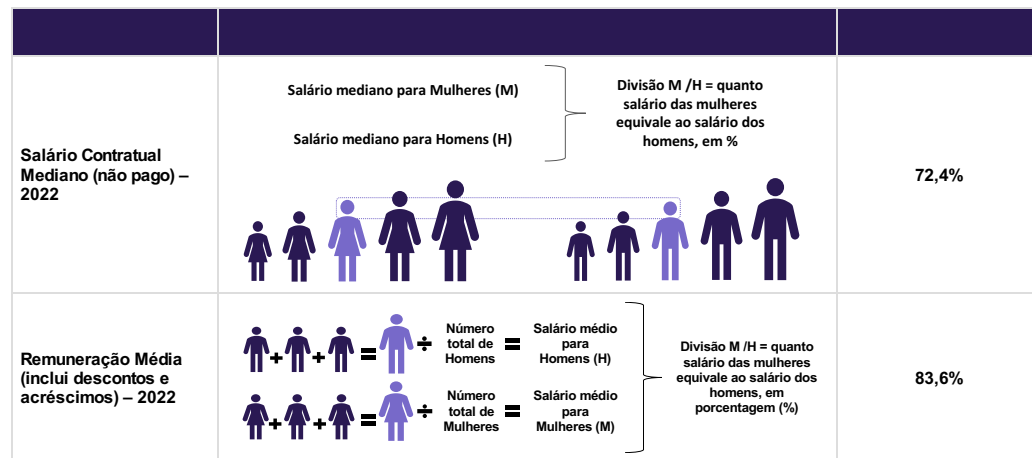 Salário mediano para Mulheres (M)
Salário mediano para Homens (H)
Divisão M /H = quanto
salário das mulheres
equivale ao salário dos
homens, em %
Salário Contratual
Mediano (não pago) –
2022
72,4%
Remuneração Média
(inclui descontos e
acréscimos) – 2022
+ + = ÷
Número
total de
Homens
=
Salário médio
para
Homens (H)
+ + = ÷
Número
total de
Mulheres
=
Salário médio
para
Mulheres (M)
Divisão M /H = quanto
salário das mulheres
equivale ao salário dos
homens, em
porcentagem (%)
83,6%